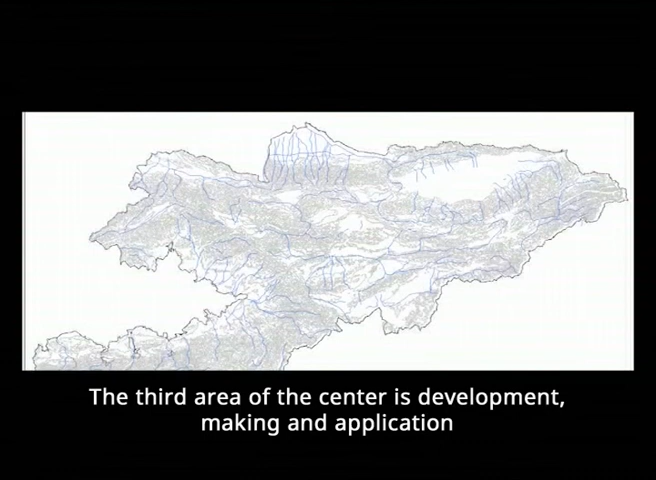 The third area of the center is development,
making and application